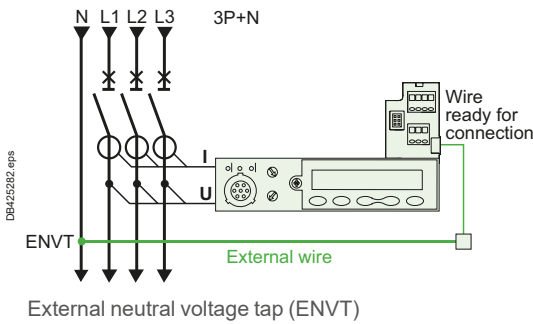 N L1 L2 L3 3P+N
Wire
ready for
connection
I
U
DB425282.eps
ENVT
External wire
External neutral voltage tap (ENVT)